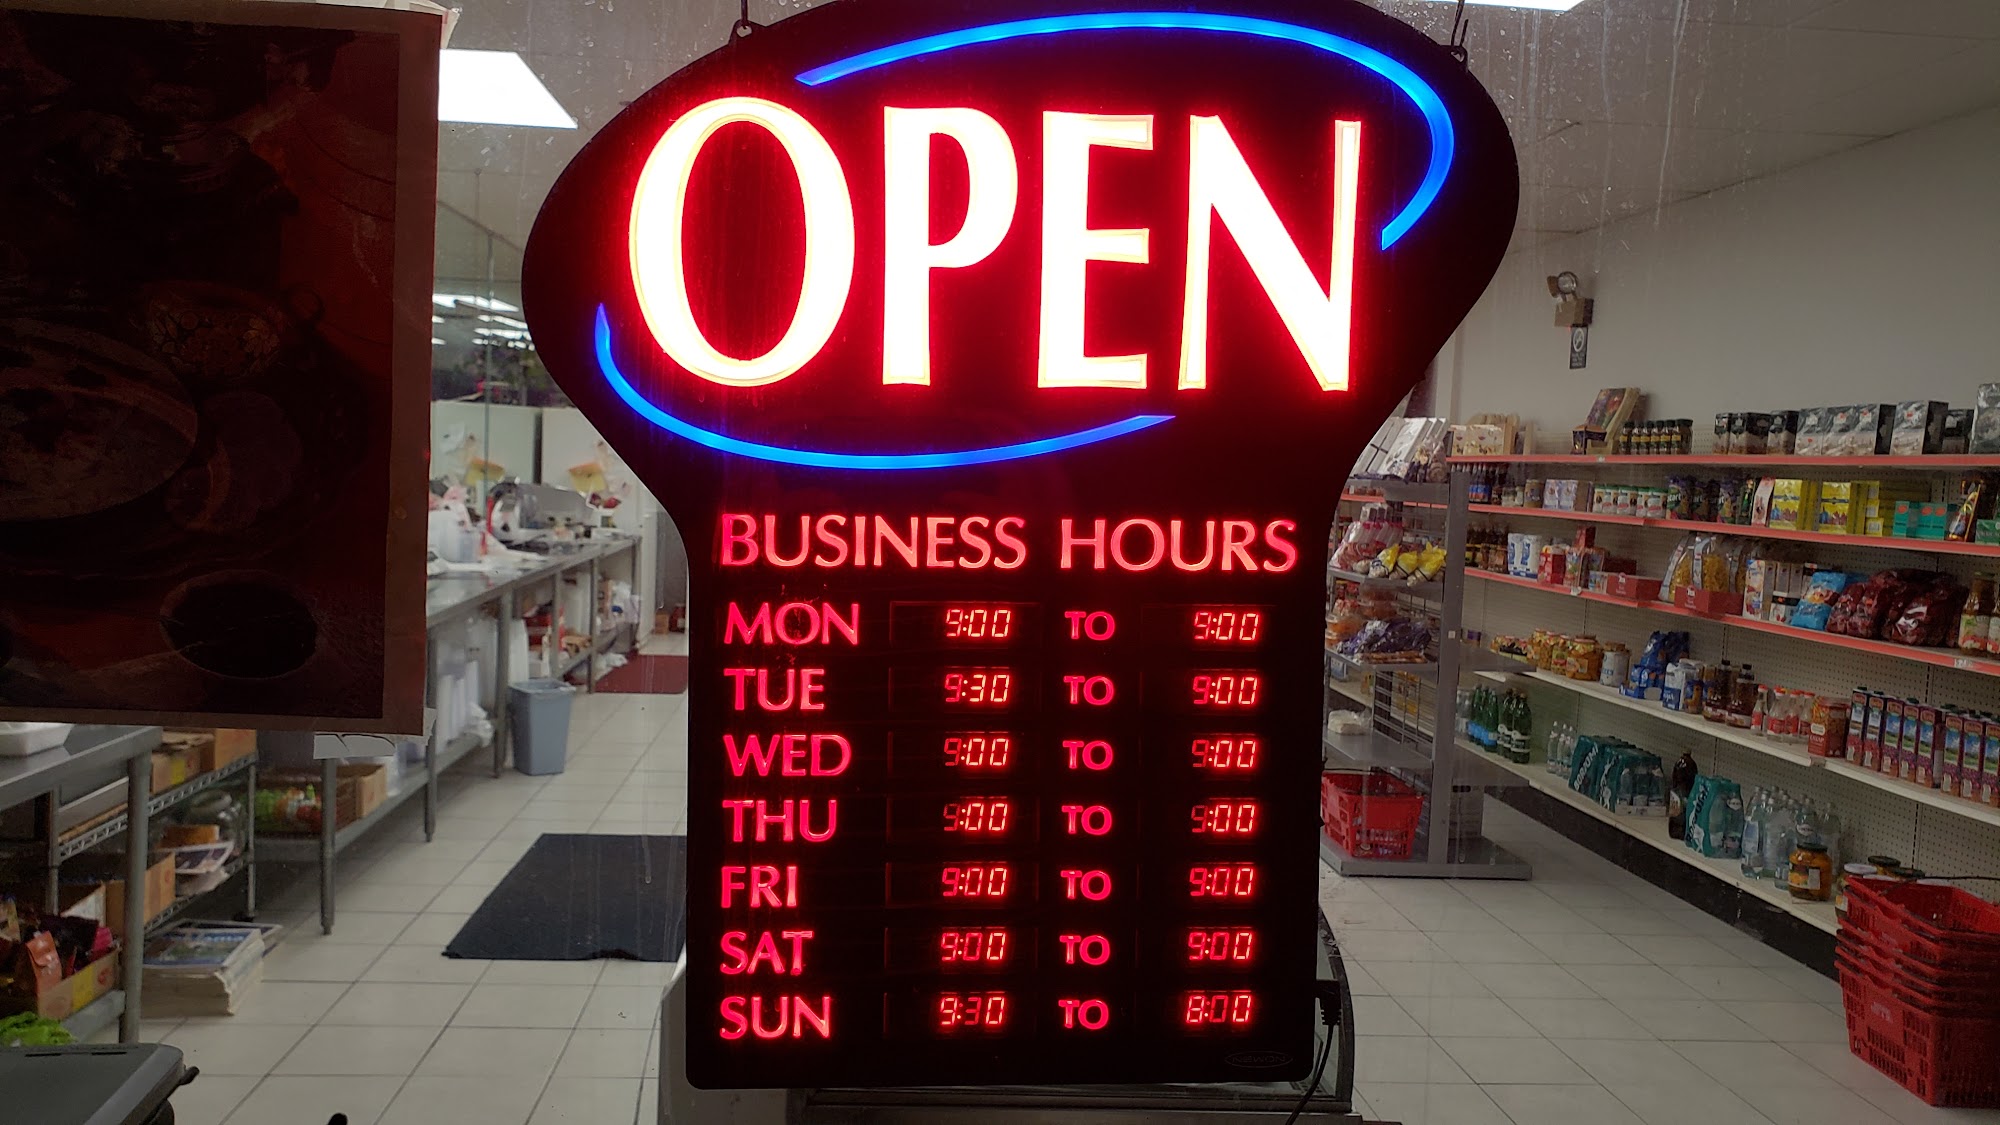 OPEN
BUSINESS HOURS
MON 9:00 TO 9:00
TUE 9:30 TO 9:00
WED 9:00 TO 9:00
THU 9:00 TO 9:00
FRI 9:00 TO 9:00
SAT 9:00 TO 9:00
SUN 9:30 TO 8:00
NEWON